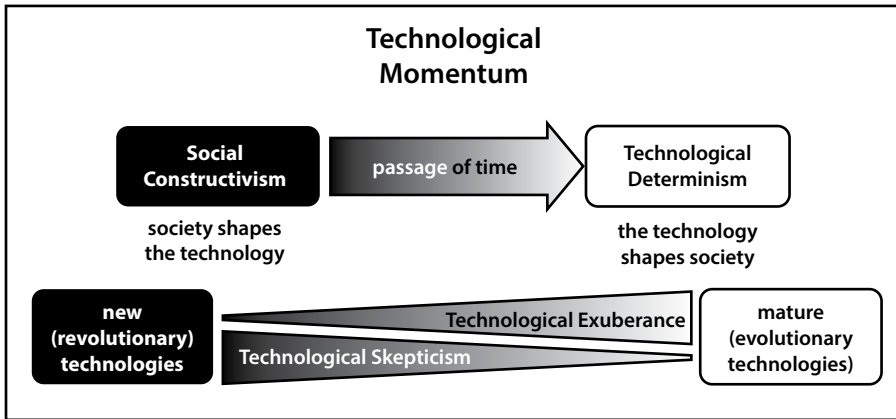 Technological
Momentum
Social
Constructivism
passage of time
Technological
Determinism
society shapes
the technology
the technology
shapes society
new
(revolutionary)
technologies
Technological Exuberance
Technological Skepticism
mature
(evolutionary
technologies)